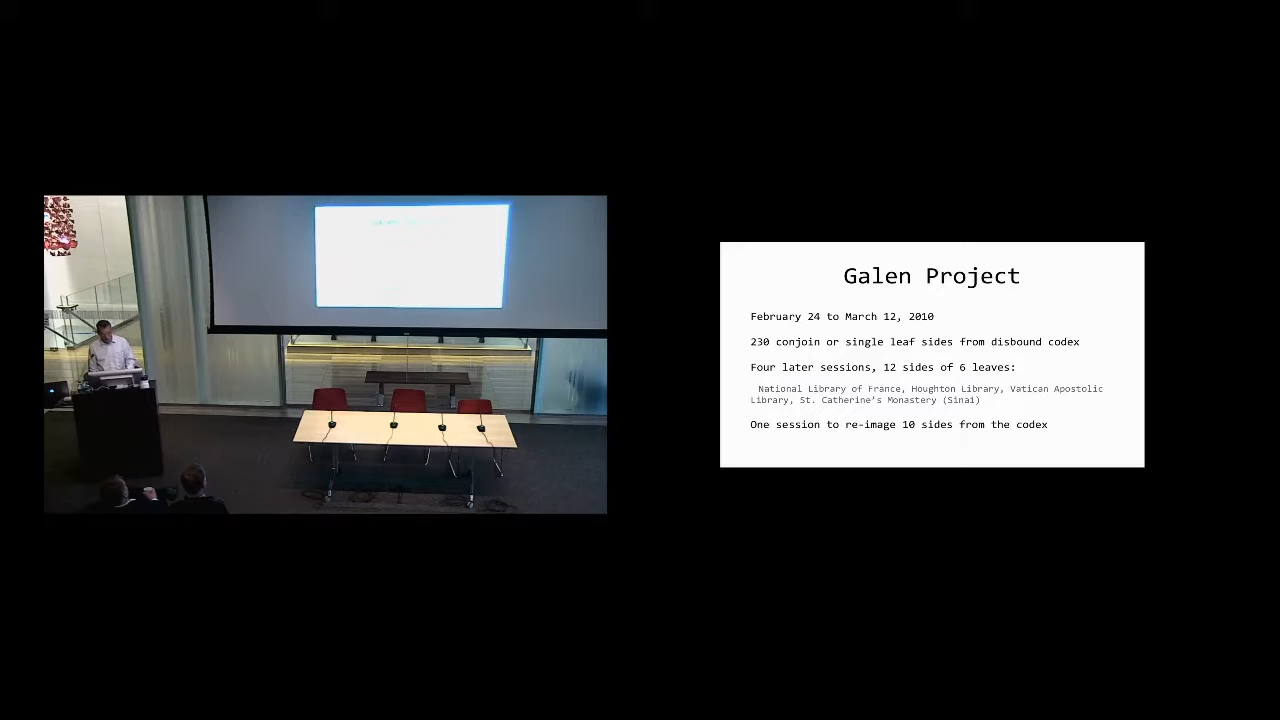 Galen Project
February 24 to March 12, 2010
230 conjoin or single leaf sides from disbound codex
Four later sessions, 12 sides of 6 leaves:
National Library of France, Houghton Library, Vatican Apostolic
Library, St. Catherine's Monastery (Sinai)
One session to re-image 10 sides from the codex